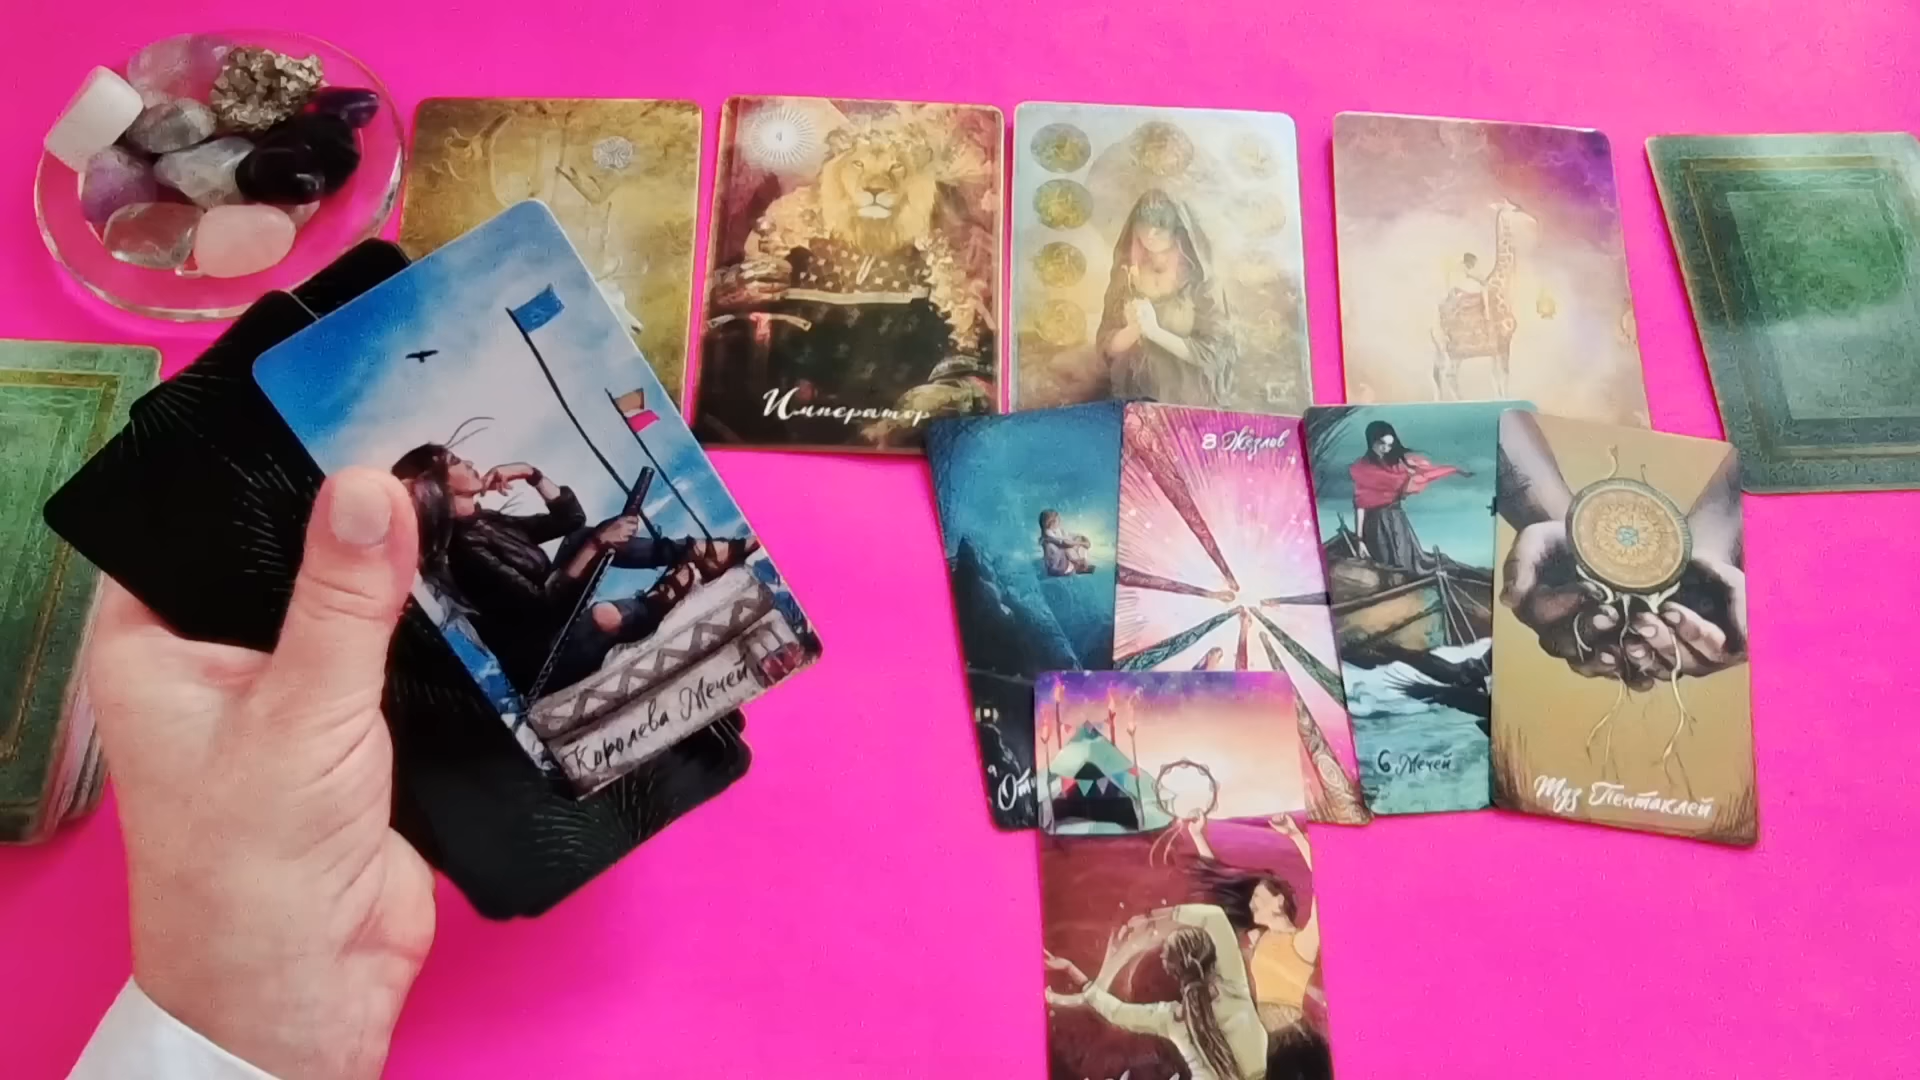 Император
8 Жезлов
Королева Мечей
6 Мечей
Туз Пентаклей